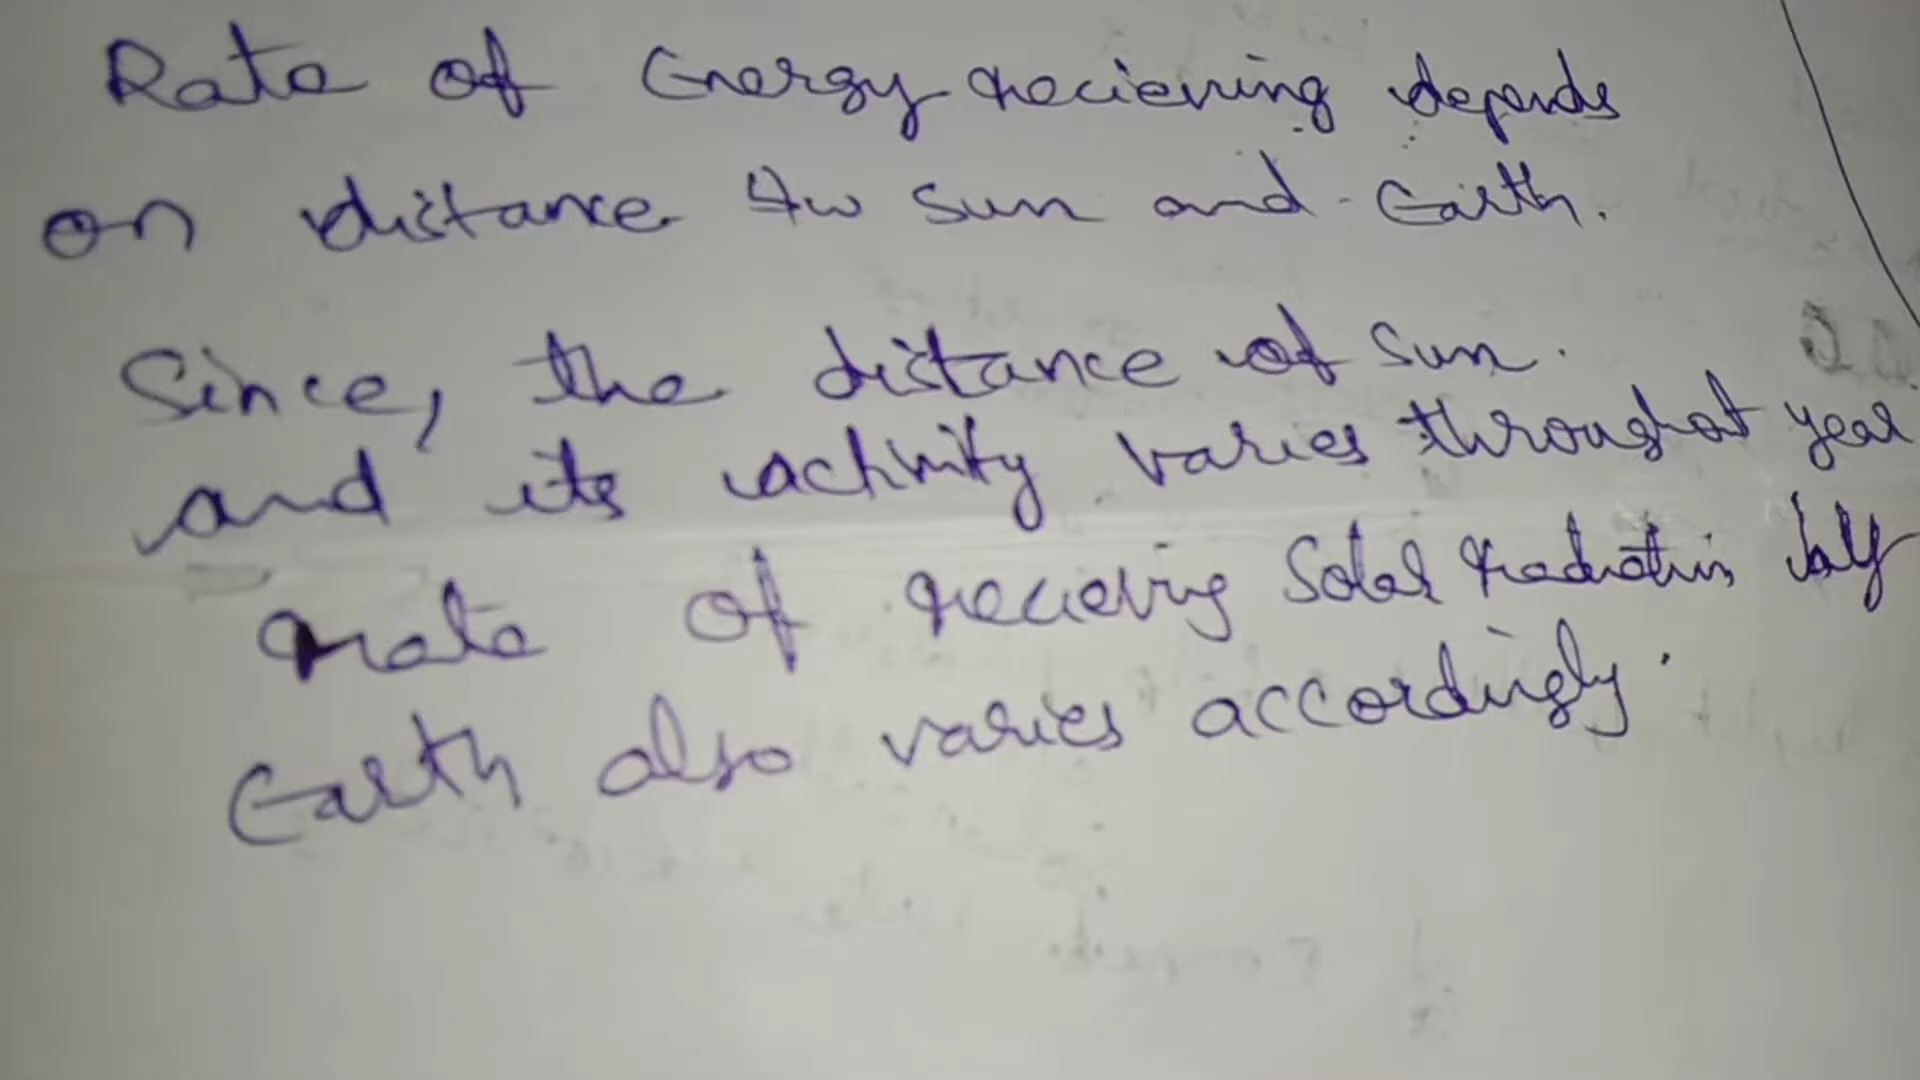 Rate of Energy recieving depends
on distance b/w sun and Earth.
Since, the distance of sun
and its activity varies throughout year
rate of recieving Solar radiation by
Earth also varies accordingly.